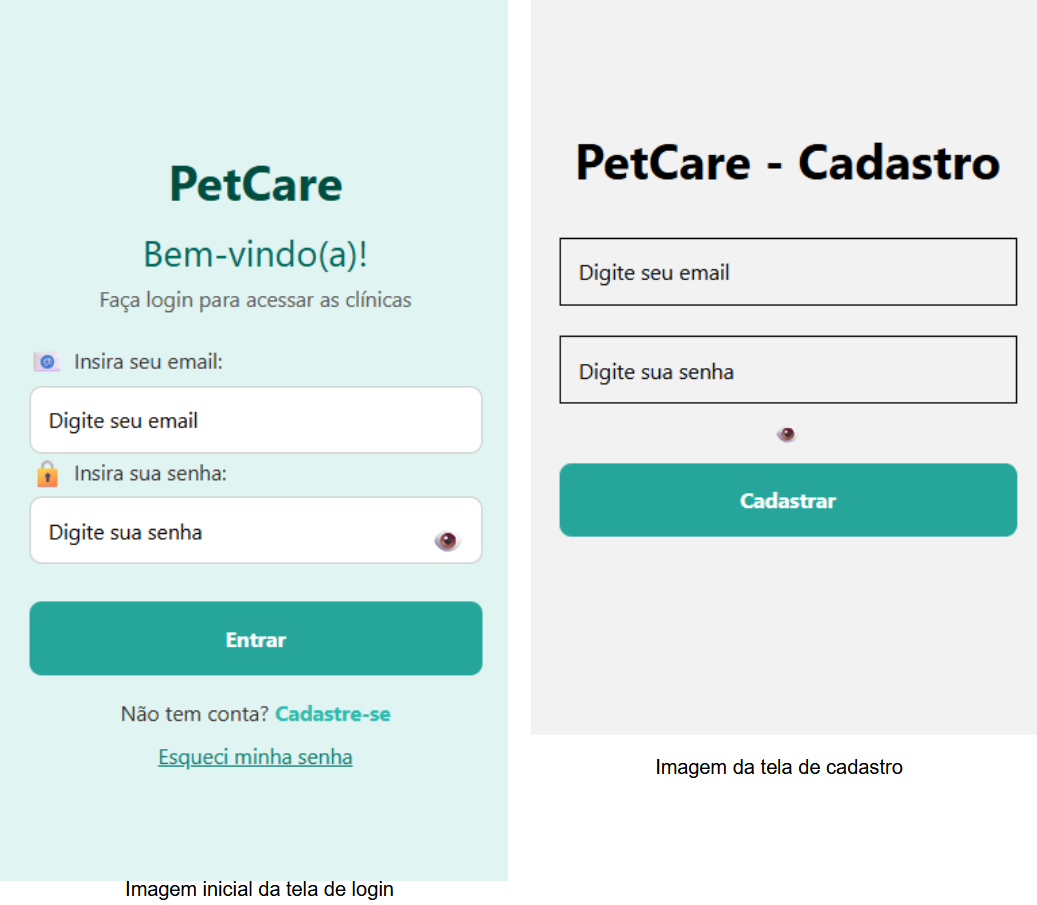 PetCare
Bem-vindo(a)!
Faça login para acessar as clínicas
Insira seu email:
Digite seu email
Insira sua senha:
Digite sua senha
Entrar
Não tem conta? Cadastre-se
Esqueci minha senha
Imagem inicial da tela de login
PetCare - Cadastro
Digite seu email
Digite sua senha
Cadastrar
Imagem da tela de cadastro